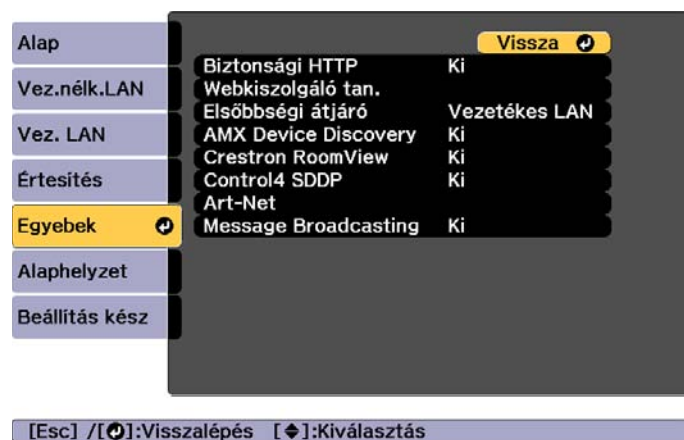 Alap
Vez.nélk.LAN
Vez. LAN
Értesítés
Egyebek
Alaphelyzet
Beállítás kész
Vissza
Biztonsági HTTP Ki
Webkiszolgáló tan.
Elsőbbségi átjáró Vezetékes LAN
AMX Device Discovery Ki
Crestron RoomView Ki
Control4 SDDP Ki
Art-Net
Message Broadcasting Ki
[Esc] /[⏎]:Visszalépés [◆]:Kiválasztás